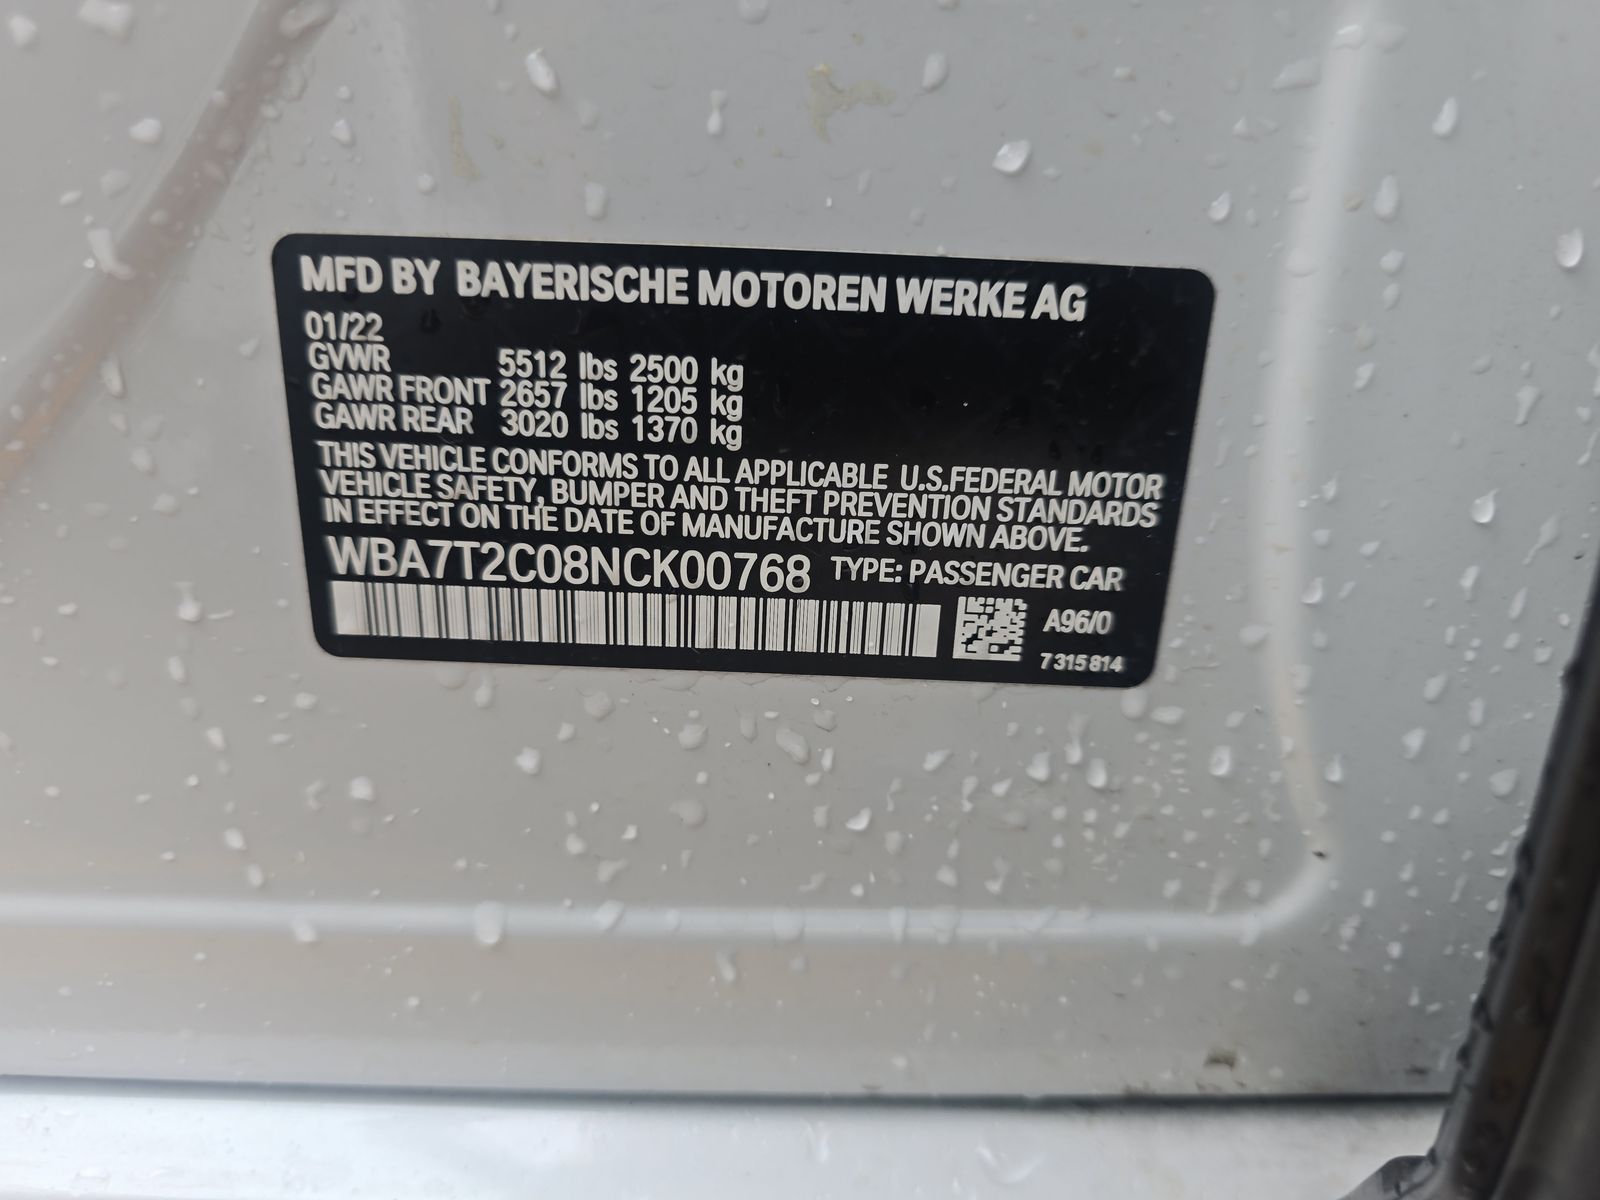 MFD BY BAYERISCHE MOTOREN WERKE AG
01/22
GVWR 5512 lbs 2500 kg
GAWR FRONT 2657 lbs 1205 kg
GAWR REAR 3020 lbs 1370 kg
THIS VEHICLE CONFORMS TO ALL APPLICABLE U.S.FEDERAL MOTOR
VEHICLE SAFETY, BUMPER AND THEFT PREVENTION STANDARDS
IN EFFECT ON THE DATE OF MANUFACTURE SHOWN ABOVE.
WBA7T2C08NCK00768 TYPE: PASSENGER CAR
A96/0
7 315 814